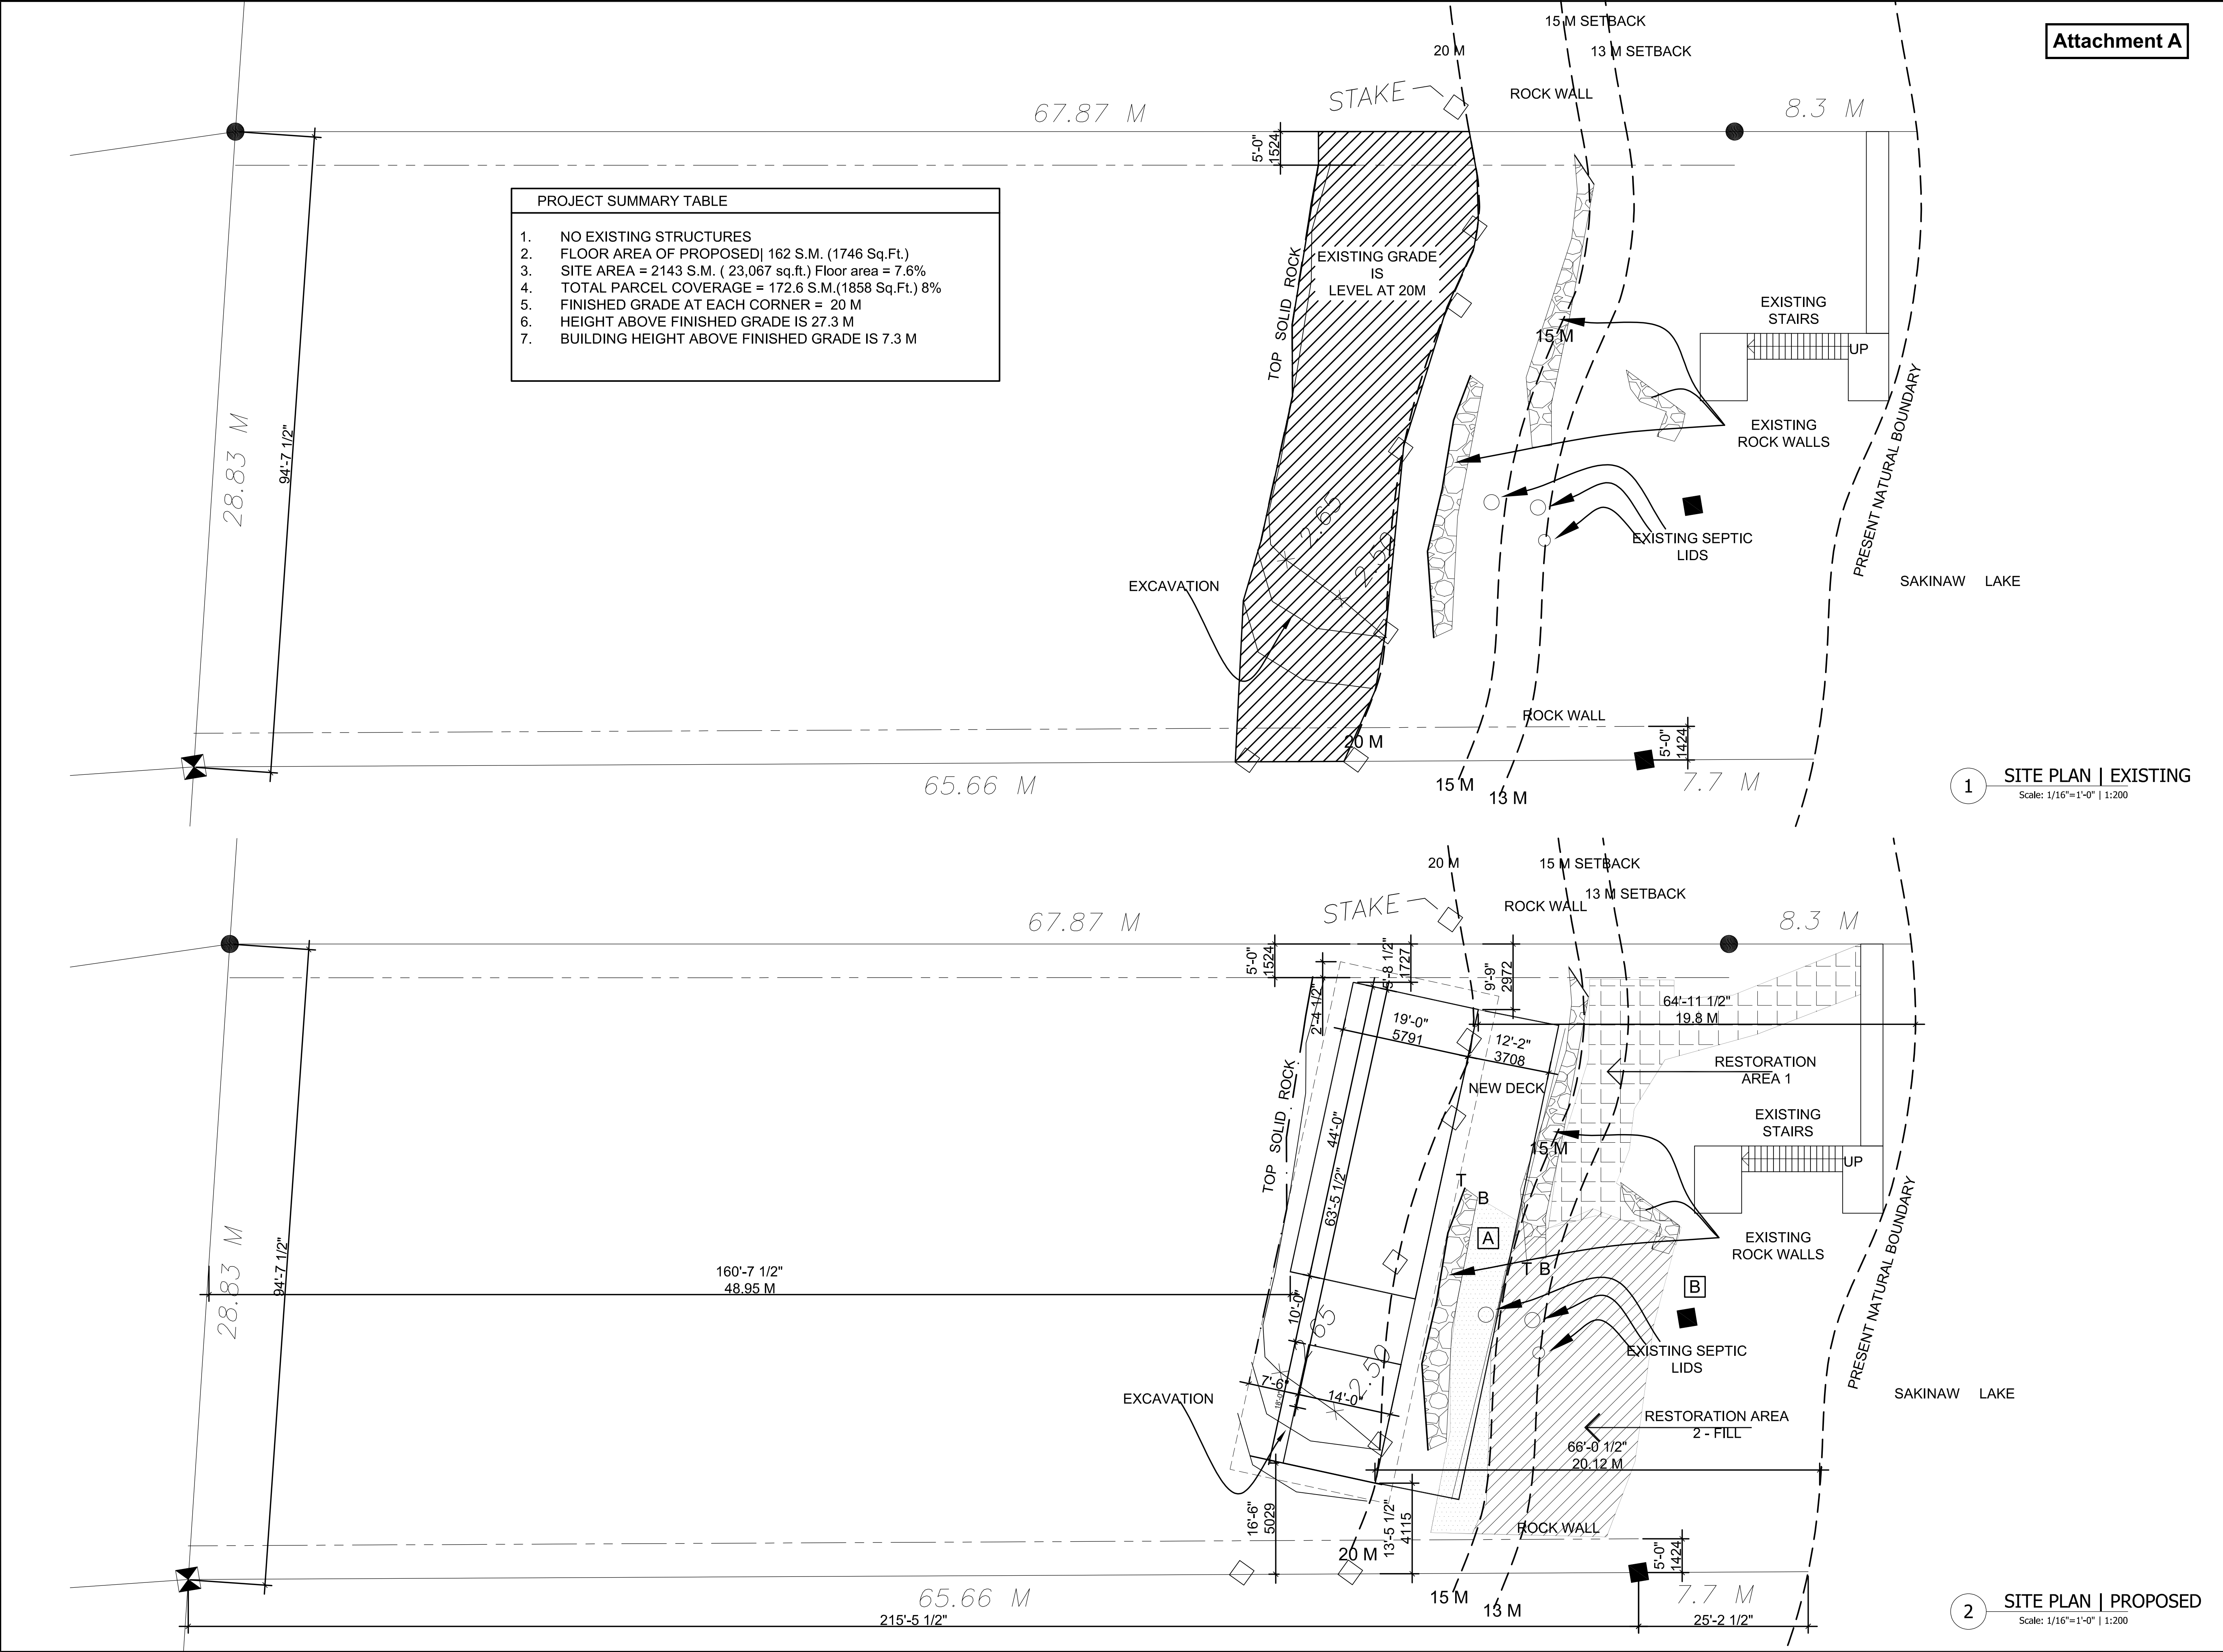 Attachment A
15 M SETBACK
20 M
13 M SETBACK
STAKE
ROCK WALL
67.87 M
8.3 M
5'-0"
1524
PROJECT SUMMARY TABLE
1. NO EXISTING STRUCTURES
2. FLOOR AREA OF PROPOSED| 162 S.M. (1746 Sq.Ft.)
3. SITE AREA = 2143 S.M. ( 23,067 sq.ft.) Floor area = 7.6%
4. TOTAL PARCEL COVERAGE = 172.6 S.M.(1858 Sq.Ft.) 8%
5. FINISHED GRADE AT EACH CORNER = 20 M
6. HEIGHT ABOVE FINISHED GRADE IS 27.3 M
7. BUILDING HEIGHT ABOVE FINISHED GRADE IS 7.3 M
TOP SOLID ROCK
EXISTING GRADE
IS
LEVEL AT 20M
15 M
EXISTING
STAIRS
UP
28.83 M
94'-7 1/2"
EXISTING
ROCK WALLS
PRESENT NATURAL BOUNDARY
2.65
EXISTING SEPTIC
LIDS
EXCAVATION
SAKINAW LAKE
ROCK WALL
5'-0"
1424
20 M
65.66 M
15 M
13 M
7.7 M
1
SITE PLAN | EXISTING
Scale: 1/16"=1'-0" | 1:200
20 M
15 M SETBACK
13 M SETBACK
STAKE
ROCK WALL
67.87 M
8.3 M
5'-0"
1524
2'-4 1/2"
5'-8 1/2"
1727
9'-9"
2972
64'-11 1/2"
19.8 M
19'-0"
5791
12'-2"
3708
NEW DECK
RESTORATION
AREA 1
TOP SOLID ROCK
44'-0"
63'-5 1/2"
15 M
EXISTING
STAIRS
UP
T
B
A
EXISTING
ROCK WALLS
PRESENT NATURAL BOUNDARY
28.83 M
94'-7 1/2"
160'-7 1/2"
48.95 M
T B
B
10'-0"
EXISTING SEPTIC
LIDS
7'-6"
14'-0"
EXCAVATION
SAKINAW LAKE
RESTORATION AREA
2 - FILL
66'-0 1/2"
20.12 M
16'-6"
5029
13'-5 1/2"
4115
ROCK WALL
5'-0"
1424
20 M
65.66 M
15 M
13 M
7.7 M
215'-5 1/2"
25'-2 1/2"
2
SITE PLAN | PROPOSED
Scale: 1/16"=1'-0" | 1:200